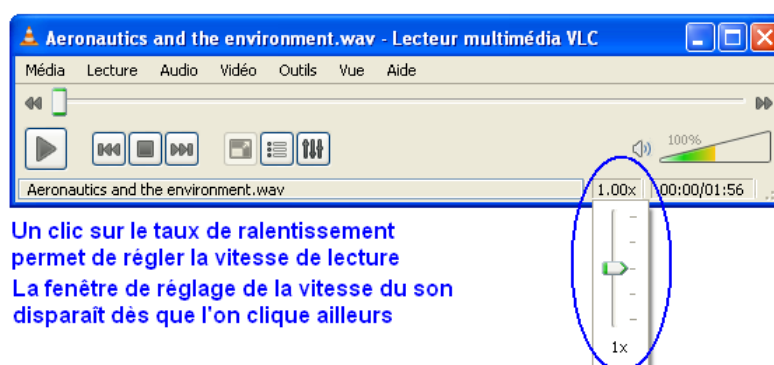 Aeronautics and the environment.wav - Lecteur multimédia VLC
Média Lecture Audio Vidéo Outils Vue Aide
100%
Aeronautics and the environment.wav 1.00x 00:00/01:56
Un clic sur le taux de ralentissement
permet de régler la vitesse de lecture
La fenêtre de réglage de la vitesse du son
disparaît dès que l'on clique ailleurs
1x